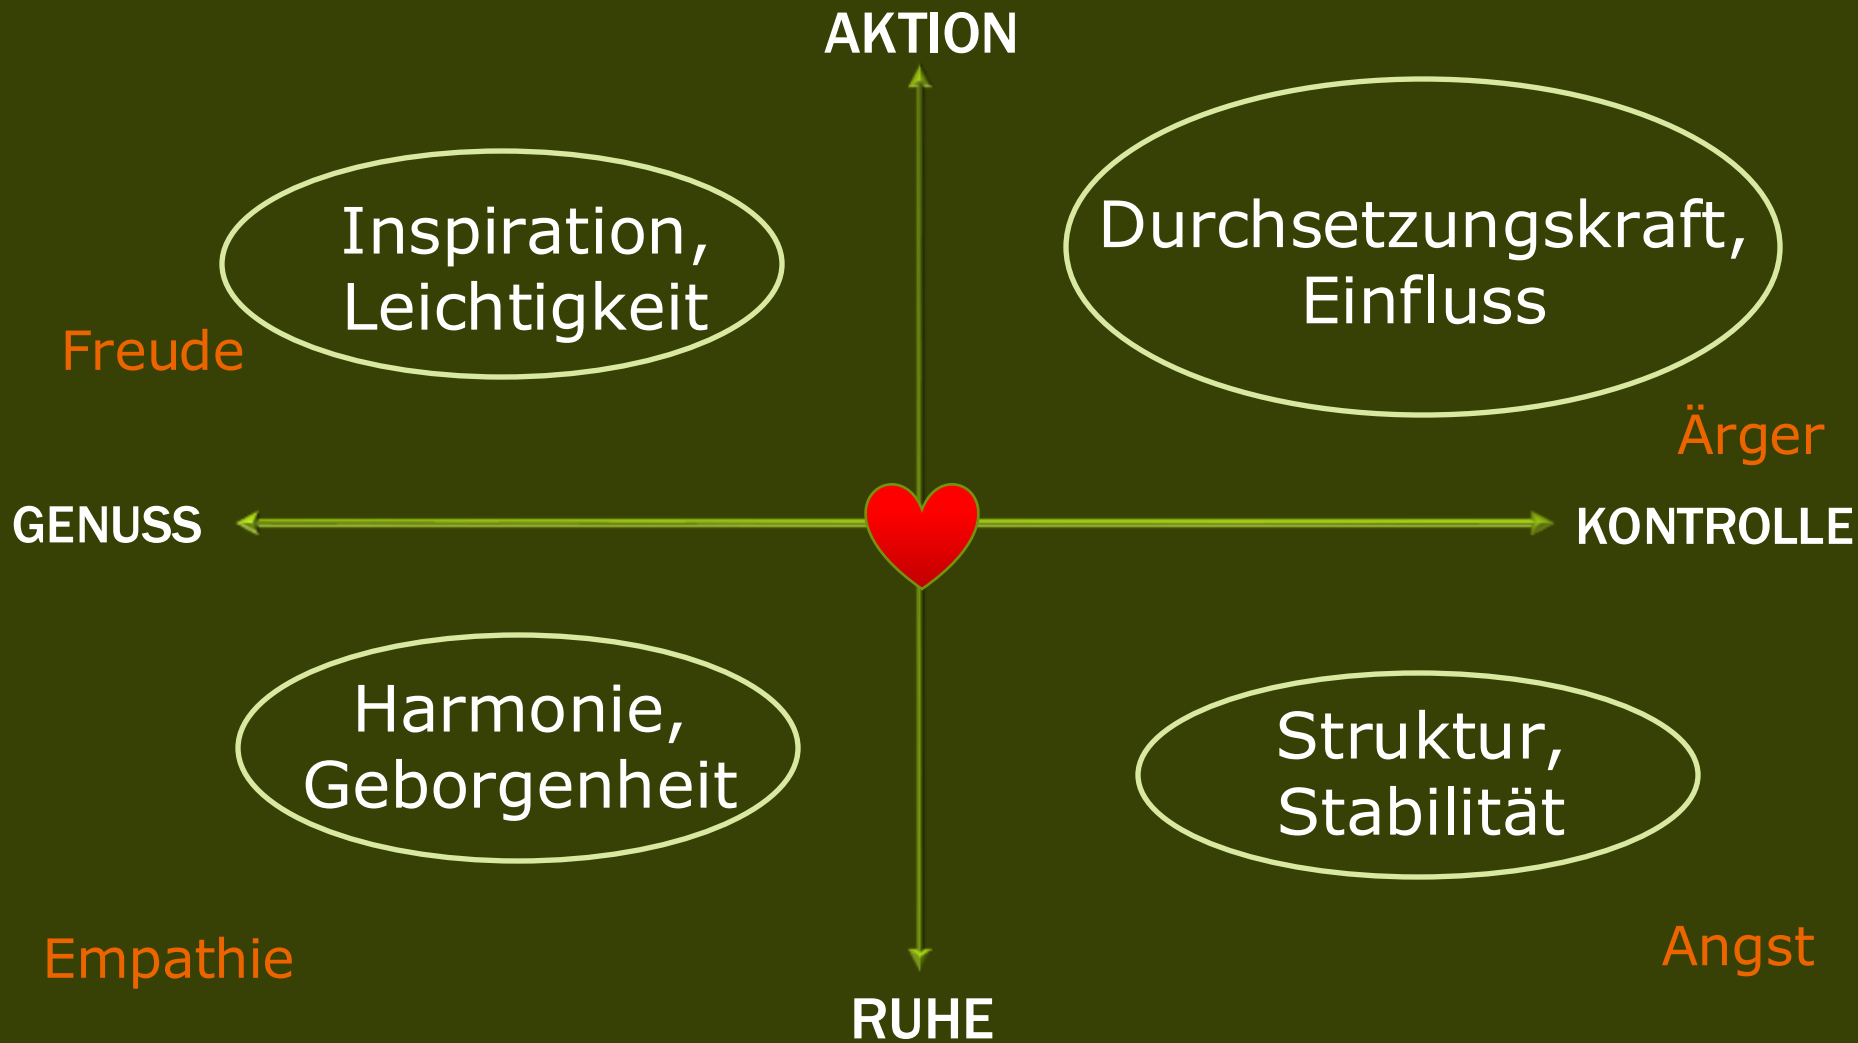 AKTION
Inspiration,
Leichtigkeit
Durchsetzungskraft,
Einfluss
Freude
Ärger
GENUSS
KONTROLLE
Harmonie,
Geborgenheit
Struktur,
Stabilität
Empathie
Angst
RUHE